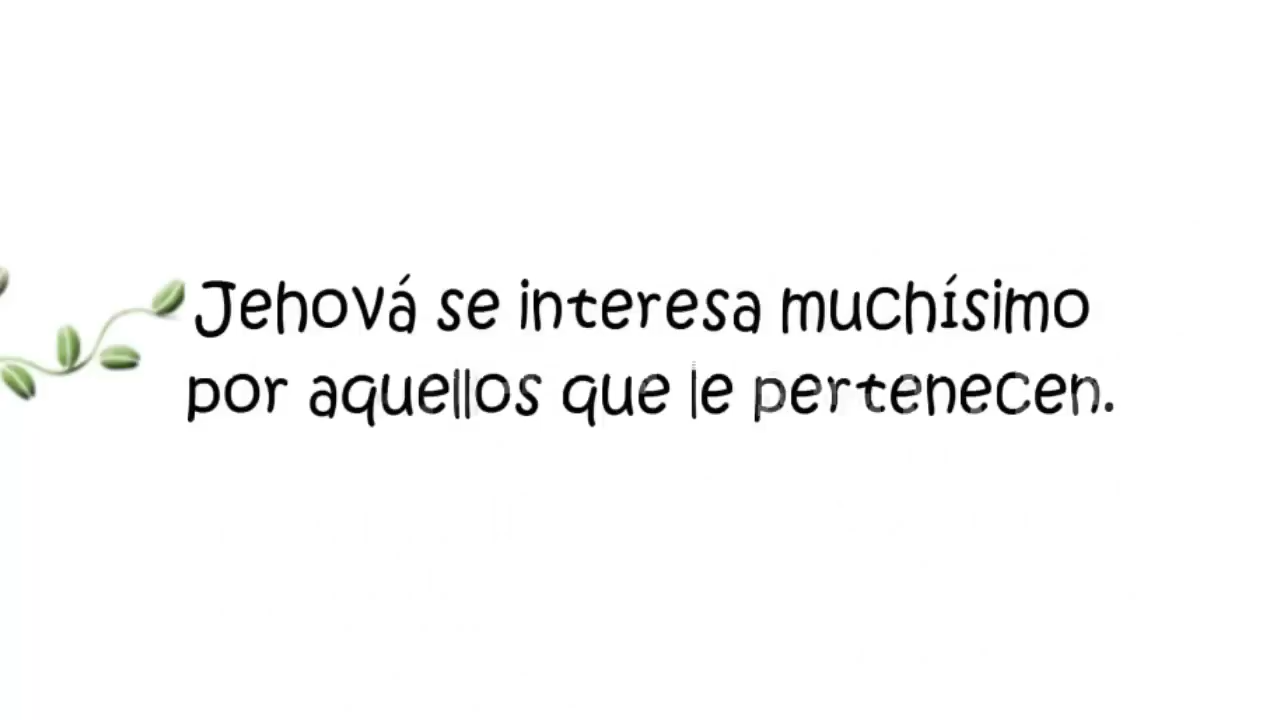 Jehová se interesa muchísimo
por aquellos que le pertenecen.